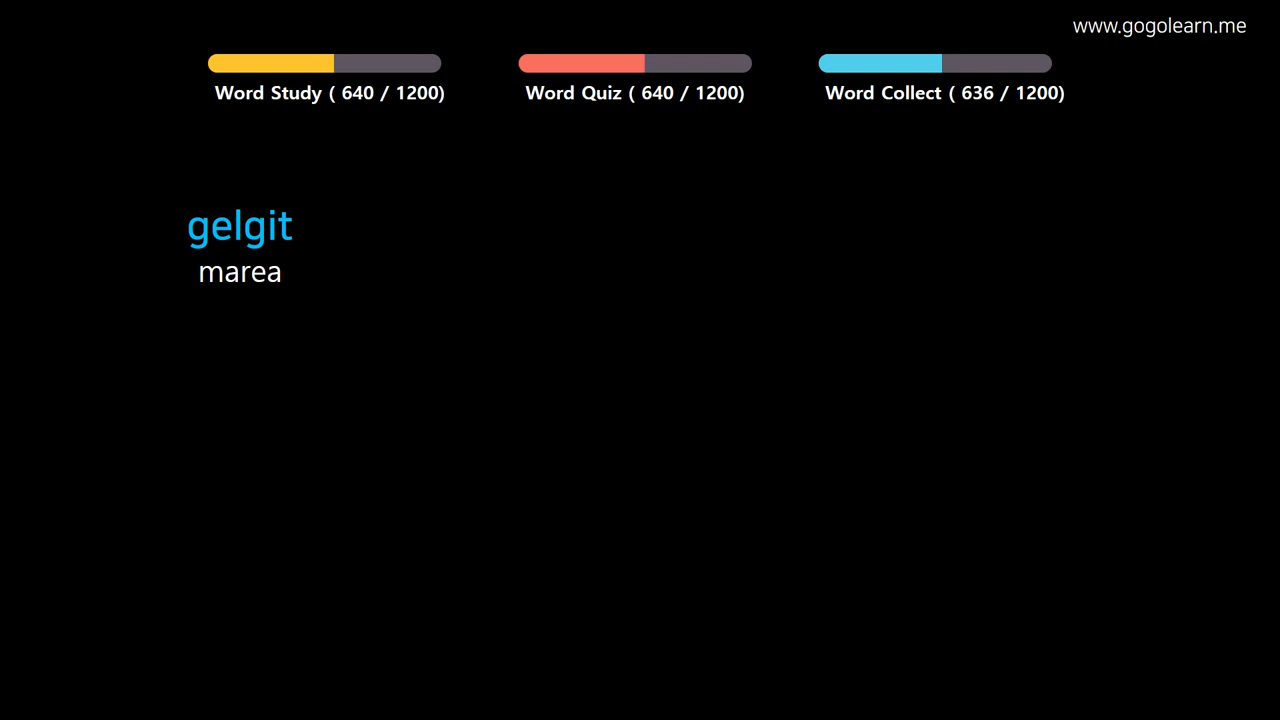 www.gogolearn.me
Word Study ( 640 / 1200)
Word Quiz ( 640 / 1200)
Word Collect ( 636 / 1200)
gelgit
marea